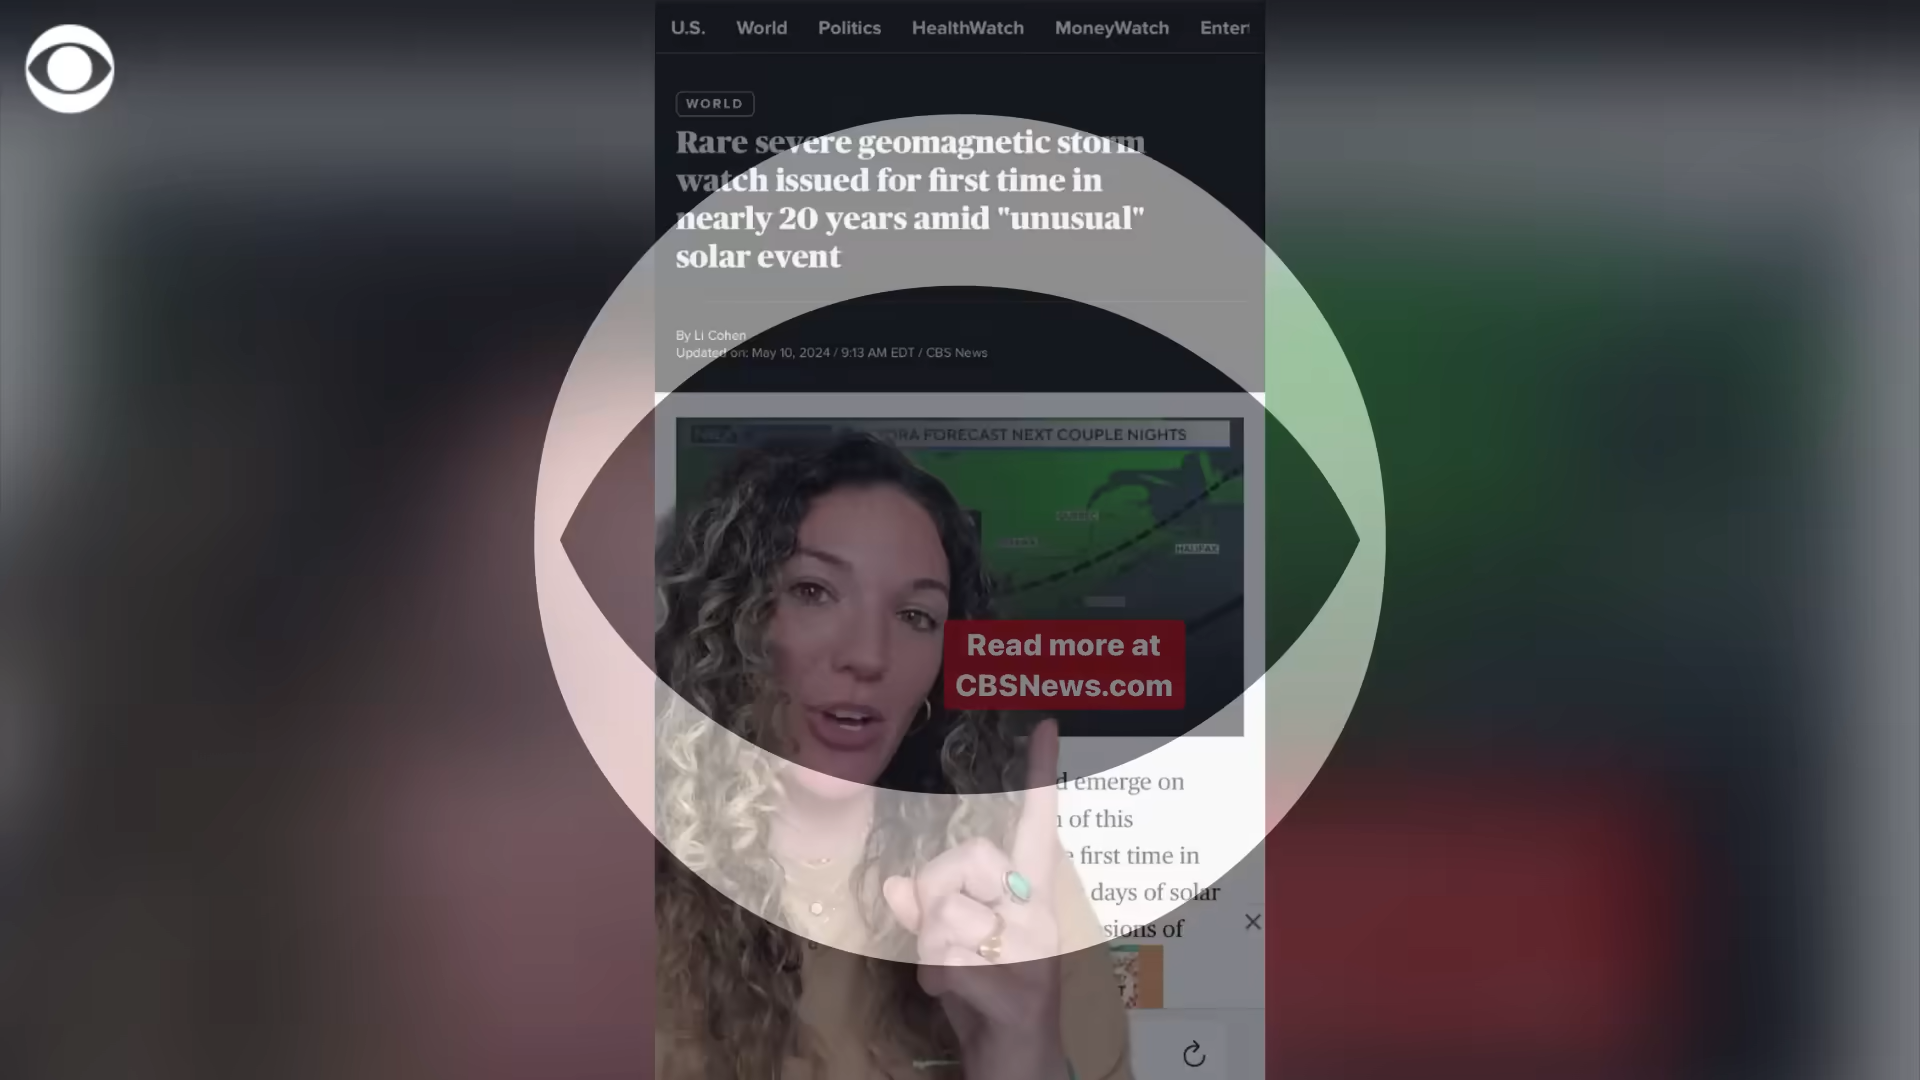 U.S. World Politics HealthWatch MoneyWatch Enter
WORLD
Rare severe geomagnetic storm
watch issued for first time in
nearly 20 years amid "unusual"
solar event
By Li Cohen
Updated on: May 10, 2024 / 9:13 AM EDT / CBS News
FORECAST NEXT COUPLE NIGHTS
HALIFAX
Read more at
CBSNews.com
emerge on
of this
first time in
days of solar
of